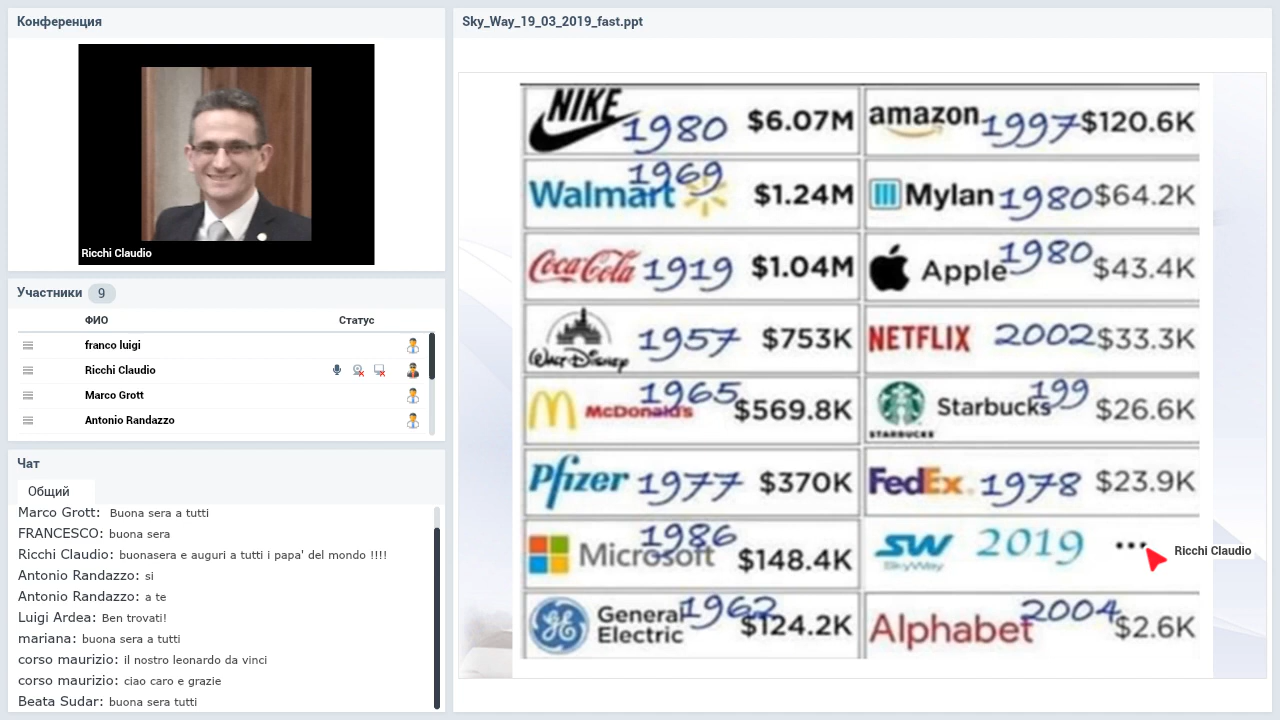 Конференция
Ricchi Claudio
Участники 9
ФИО Статус
franco luigi
Ricchi Claudio
Marco Grott
Antonio Randazzo
Чат
Общий
Marco Grott: Buona sera a tutti
FRANCESCO: buona sera
Ricchi Claudio: buonasera e auguri a tutti i papa' del mondo !!!!
Antonio Randazzo: si
Antonio Randazzo: a te
Luigi Ardea: Ben trovati!
mariana: buona sera a tutti
corso maurizio: il nostro leonardo da vinci
corso maurizio: ciao caro e grazie
Beata Sudar: buona sera tutti
Sky_Way_19_03_2019_fast.ppt
NIKE 1980 $6.07M
Walmart 1969 $1.24M
Coca Cola 1919 $1.04M
Walt Disney 1957 $753K
McDonald's 1965 $569.8K
Pfizer 1977 $370K
Microsoft 1986 $148.4K
General Electric 1962 $124.2K
amazon 1997 $120.6K
Mylan 1980 $64.2K
Apple 1980 $43.4K
NETFLIX 2002 $33.3K
STARBUCKS Starbucks 199 $26.6K
FedEx. 1978 $23.9K
SW SkyWay 2019 ...
Ricchi Claudio
Alphabet 2004 $2.6K